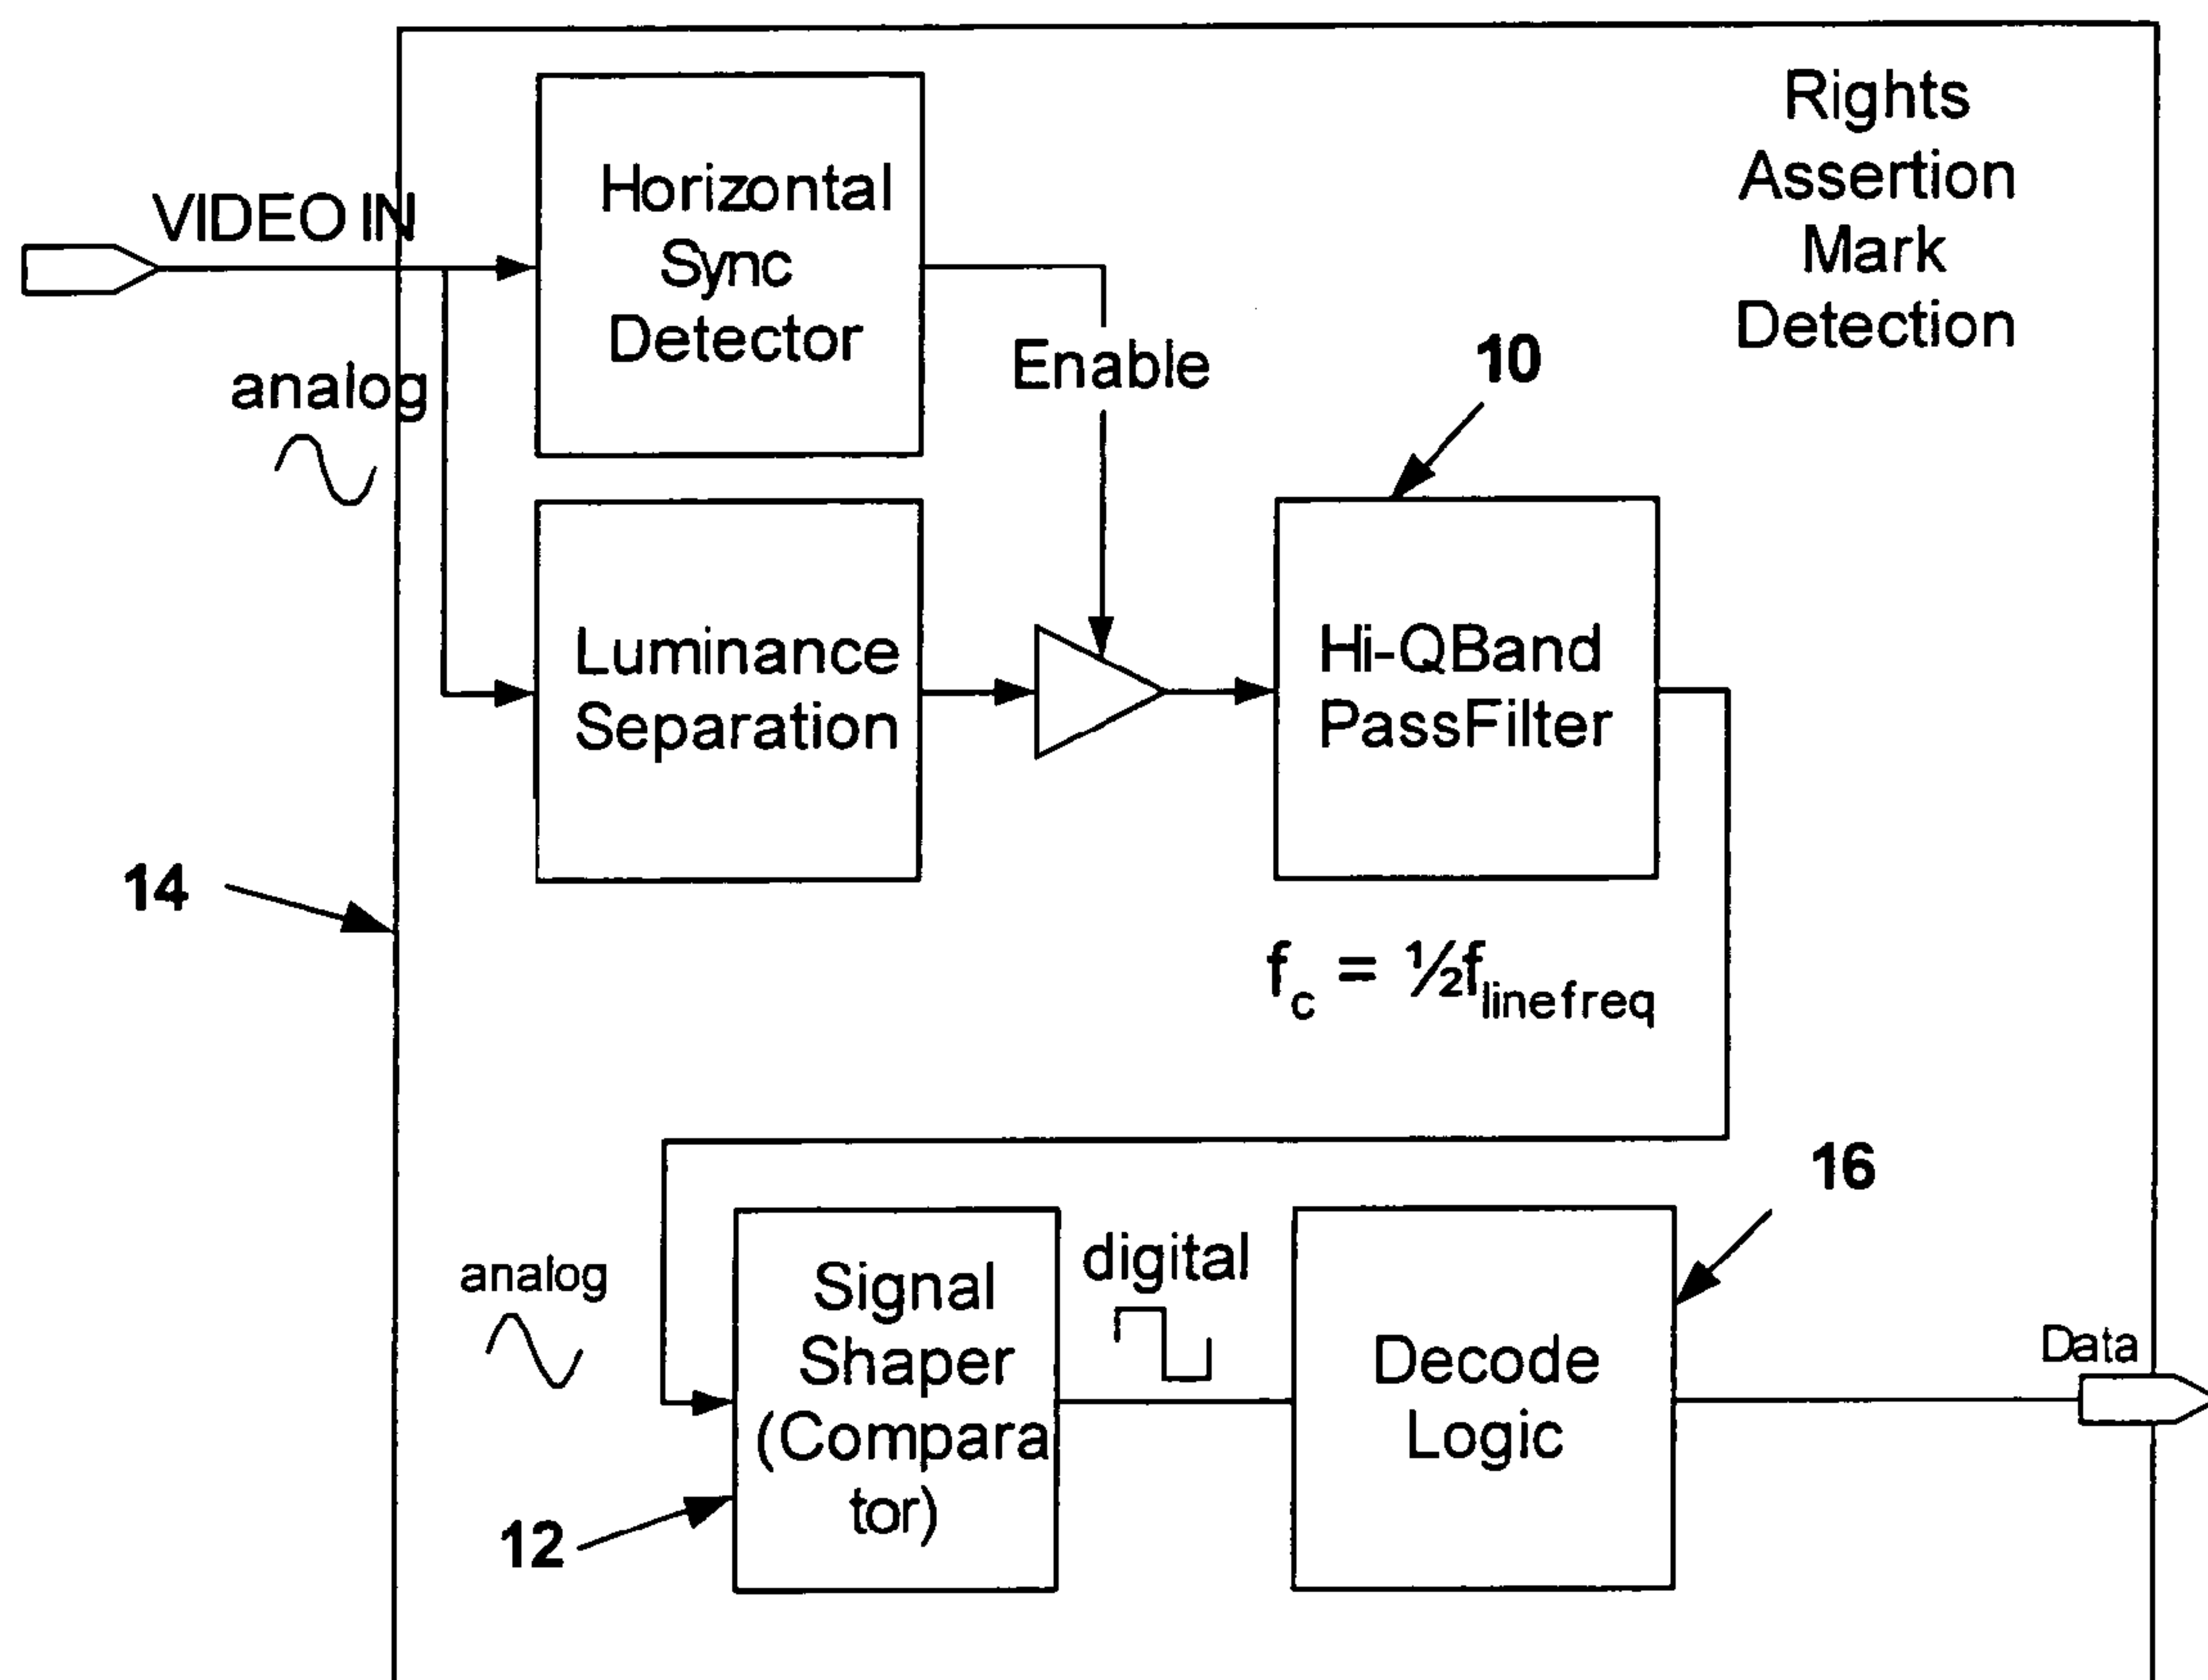 Rights
Assertion
Mark
Detection
VIDEO IN
analog
Horizontal
Sync
Detector
Enable
10
Luminance
Separation
Hi-QBand
PassFilter
14
f_c = ½f_linefreq
16
analog
Signal
Shaper
(Compara
tor)
digital
Decode
Logic
Data
12